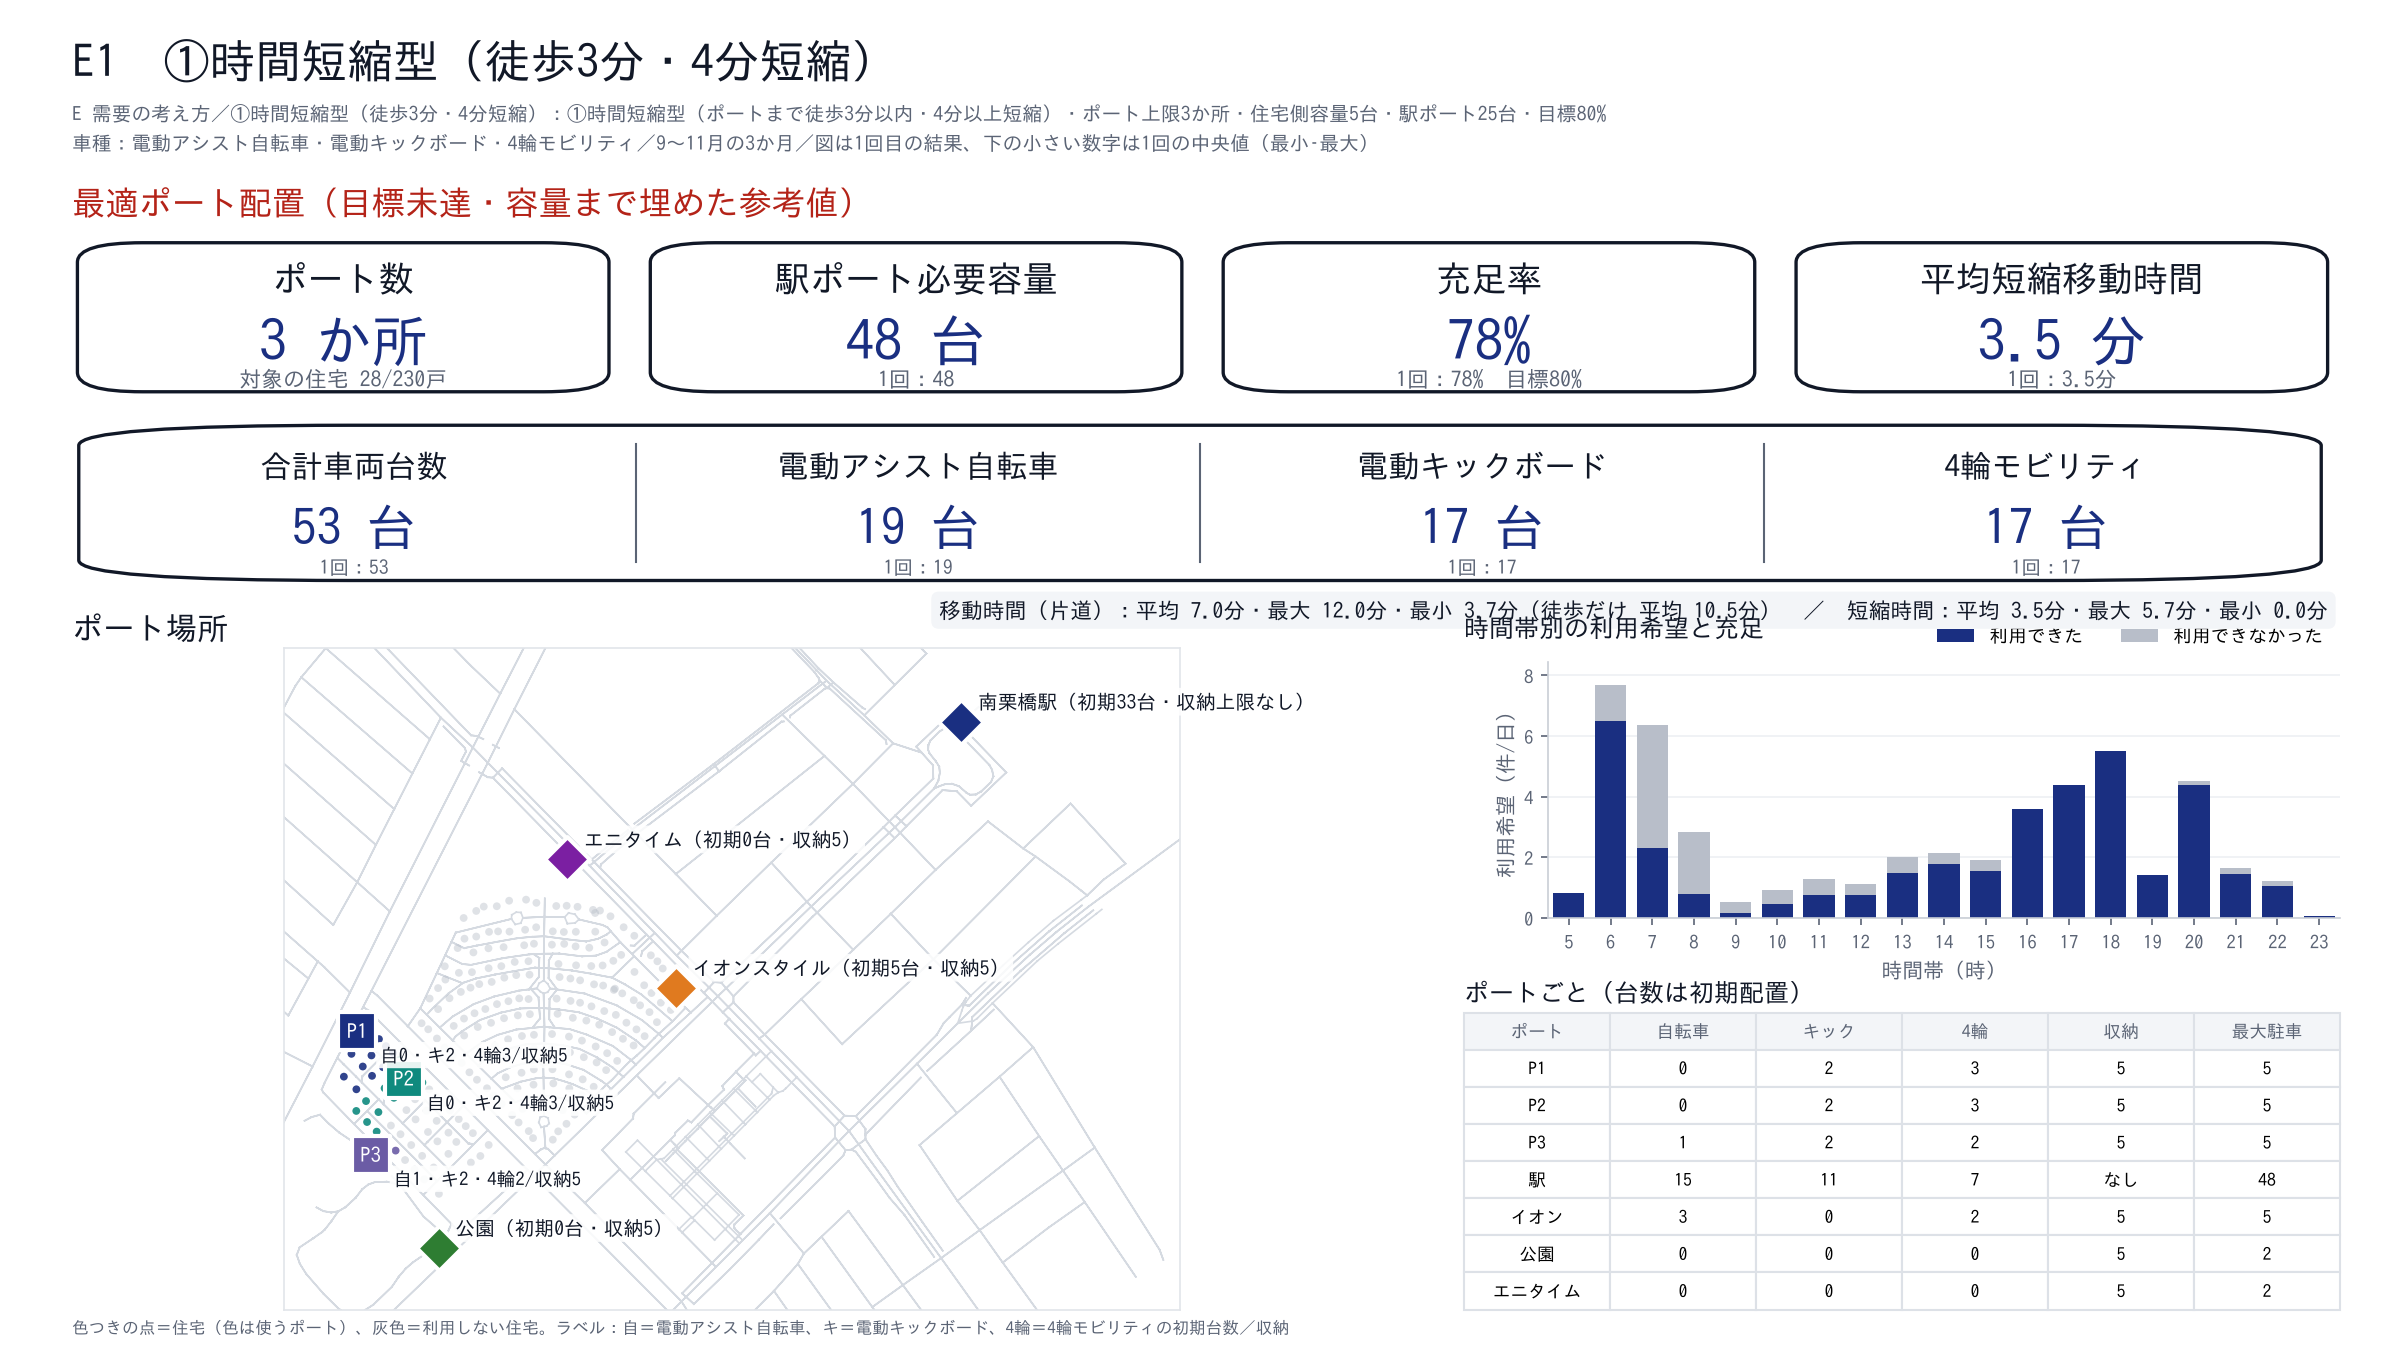 E1　①時間短縮型（徒歩3分・4分短縮）
E 需要の考え方／①時間短縮型（徒歩3分・4分短縮）：①時間短縮型（ポートまで徒歩3分以内・4分以上短縮）・ポート上限3か所・住宅側容量5台・駅ポート25台・目標80%
車種：電動アシスト自転車・電動キックボード・4輪モビリティ／9〜11月の3か月／図は1回目の結果、下の小さい数字は1回の中央値（最小-最大）
最適ポート配置（目標未達・容量まで埋めた参考値）
ポート数
3 か所
対象の住宅 28/230戸
駅ポート必要容量
48 台
1回：48
充足率
78%
1回：78%　目標80%
平均短縮移動時間
3.5 分
1回：3.5分
合計車両台数
53 台
1回：53
電動アシスト自転車
19 台
1回：19
電動キックボード
17 台
1回：17
4輪モビリティ
17 台
1回：17
移動時間（片道）：平均 7.0分・最大 12.0分・最小 3.7分（徒歩だけ 平均 10.5分）　／　短縮時間：平均 3.5分・最大 5.7分・最小 0.0分
ポート場所
南栗橋駅（初期33台・収納上限なし）
エニタイム（初期0台・収納5）
イオンスタイル（初期5台・収納5）
P1
自0・キ2・4輪3/収納5
P2
自0・キ2・4輪3/収納5
P3
自1・キ2・4輪2/収納5
公園（初期0台・収納5）
時間帯別の利用希望と充足
利用できた　利用できなかった
利用希望（件/日）
8
6
4
2
0
5 6 7 8 9 10 11 12 13 14 15 16 17 18 19 20 21 22 23
時間帯（時）
ポートごと（台数は初期配置）
ポート 自転車 キック 4輪 収納 最大駐車
P1 0 2 3 5 5
P2 0 2 3 5 5
P3 1 2 2 5 5
駅 15 11 7 なし 48
イオン 3 0 2 5 5
公園 0 0 0 5 2
エニタイム 0 0 0 5 2
色つきの点＝住宅（色は使うポート）、灰色＝利用しない住宅。ラベル：自＝電動アシスト自転車、キ＝電動キックボード、4輪＝4輪モビリティの初期台数／収納